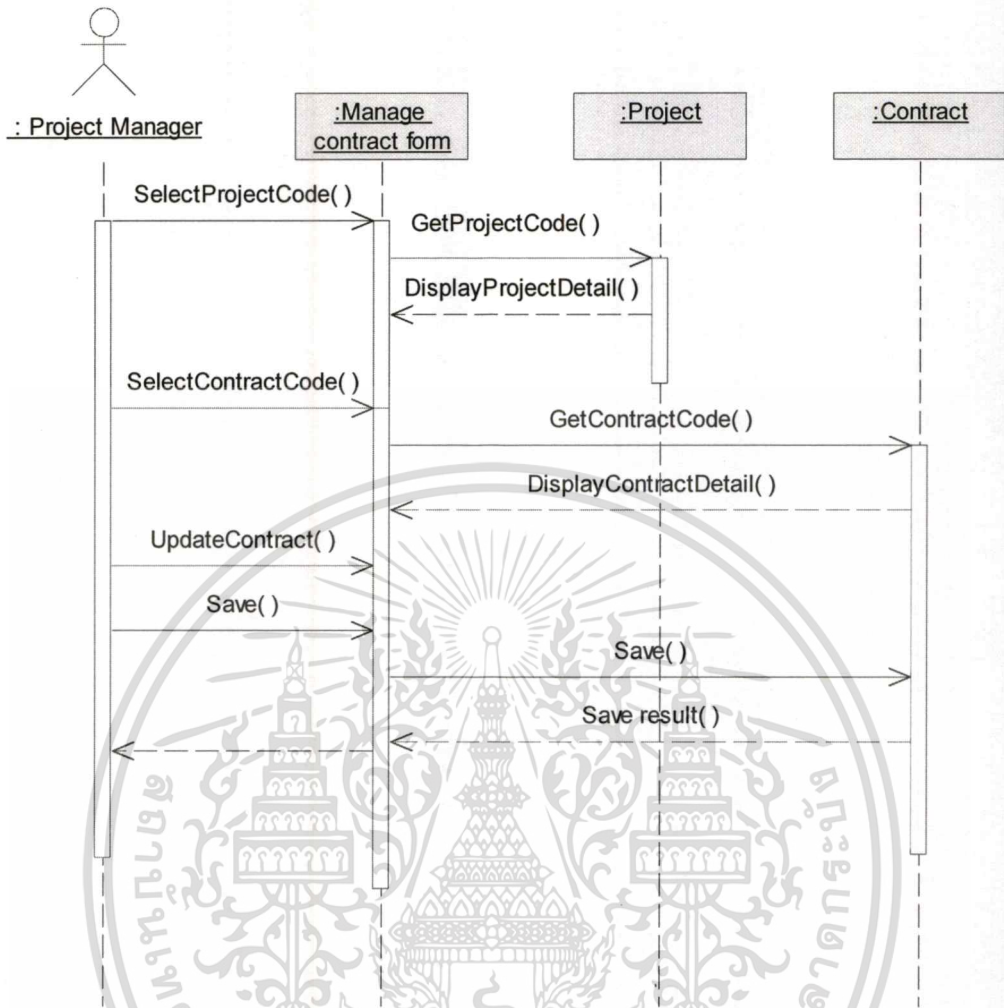 : Project Manager
:Manage
contract form
:Project
:Contract
SelectProjectCode( )
GetProjectCode( )
DisplayProjectDetail( )
SelectContractCode( )
GetContractCode( )
DisplayContractDetail( )
UpdateContract( )
Save( )
Save( )
Save result( )